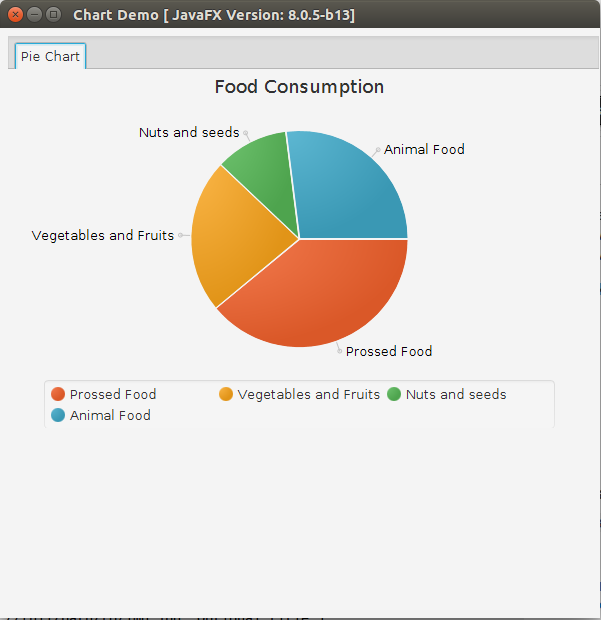 Chart Demo [ JavaFX Version: 8.0.5-b13]
Pie Chart
Food Consumption
Nuts and seeds
Animal Food
Vegetables and Fruits
Prossed Food
Prossed Food Vegetables and Fruits Nuts and seeds
Animal Food